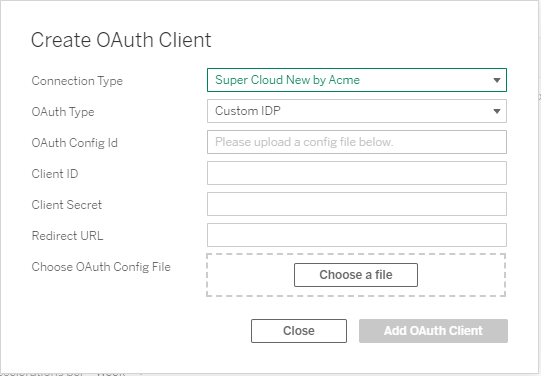 Create OAuth Client
Connection Type
Super Cloud New by Acme
OAuth Type
Custom IDP
OAuth Config Id
Please upload a config file below.
Client ID
Client Secret
Redirect URL
Choose OAuth Config File
Choose a file
Close
Add OAuth Client